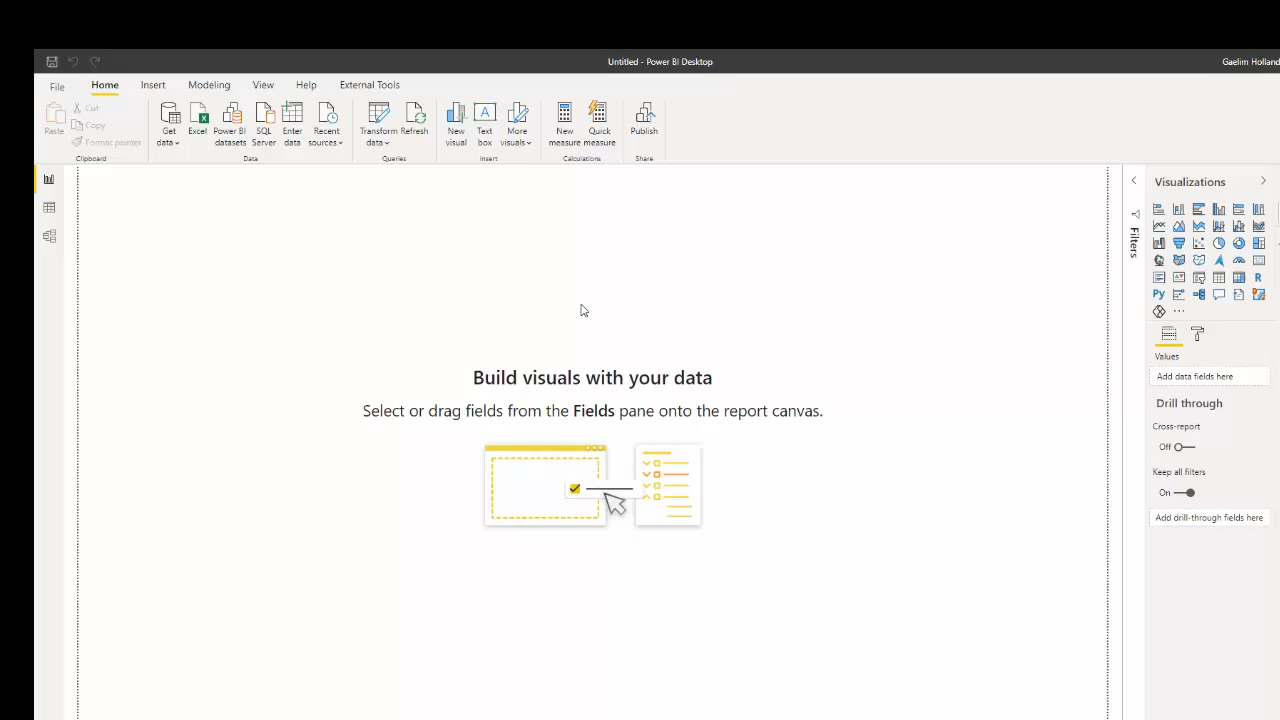 Untitled - Power BI Desktop
Gaelim Holland
File Home Insert Modeling View Help External Tools
Paste
Cut
Copy
Format painter
Clipboard
Get data
Excel
Power BI datasets
SQL Server
Enter data
Recent sources
Data
Transform data
Refresh
Queries
New visual
Text box
More visuals
Insert
New measure
Quick measure
Calculations
Publish
Share
Build visuals with your data
Select or drag fields from the Fields pane onto the report canvas.
Filters
Visualizations
R
Py
Values
Add data fields here
Drill through
Cross-report
Off
Keep all filters
On
Add drill-through fields here